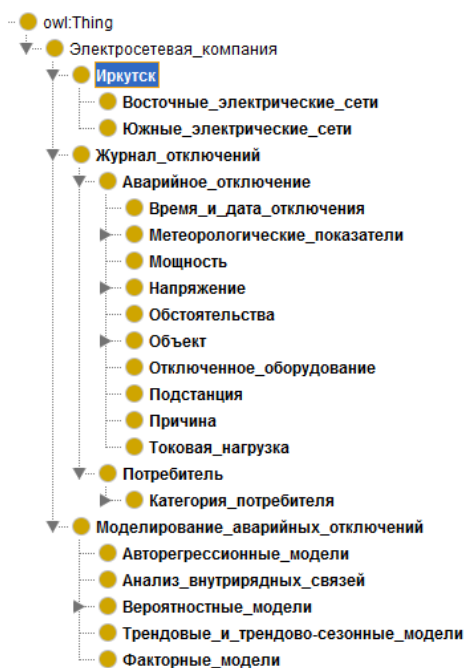 owl:Thing
Электросетевая_компания
Иркутск
Восточные_электрические_сети
Южные_электрические_сети
Журнал_отключений
Аварийное_отключение
Время_и_дата_отключения
Метеорологические_показатели
Мощность
Напряжение
Обстоятельства
Объект
Отключенное_оборудование
Подстанция
Причина
Токовая_нагрузка
Потребитель
Категория_потребителя
Моделирование_аварийных_отключений
Авторегрессионные_модели
Анализ_внутрирядных_связей
Вероятностные_модели
Трендовые_и_трендово-сезонные_модели
Факторные_модели